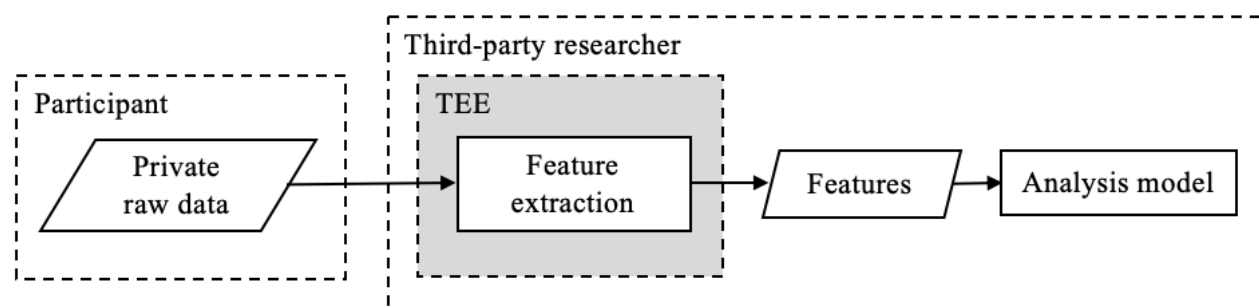 Third-party researcher
Participant
TEE
Private
raw data
Feature
extraction
Features
Analysis model